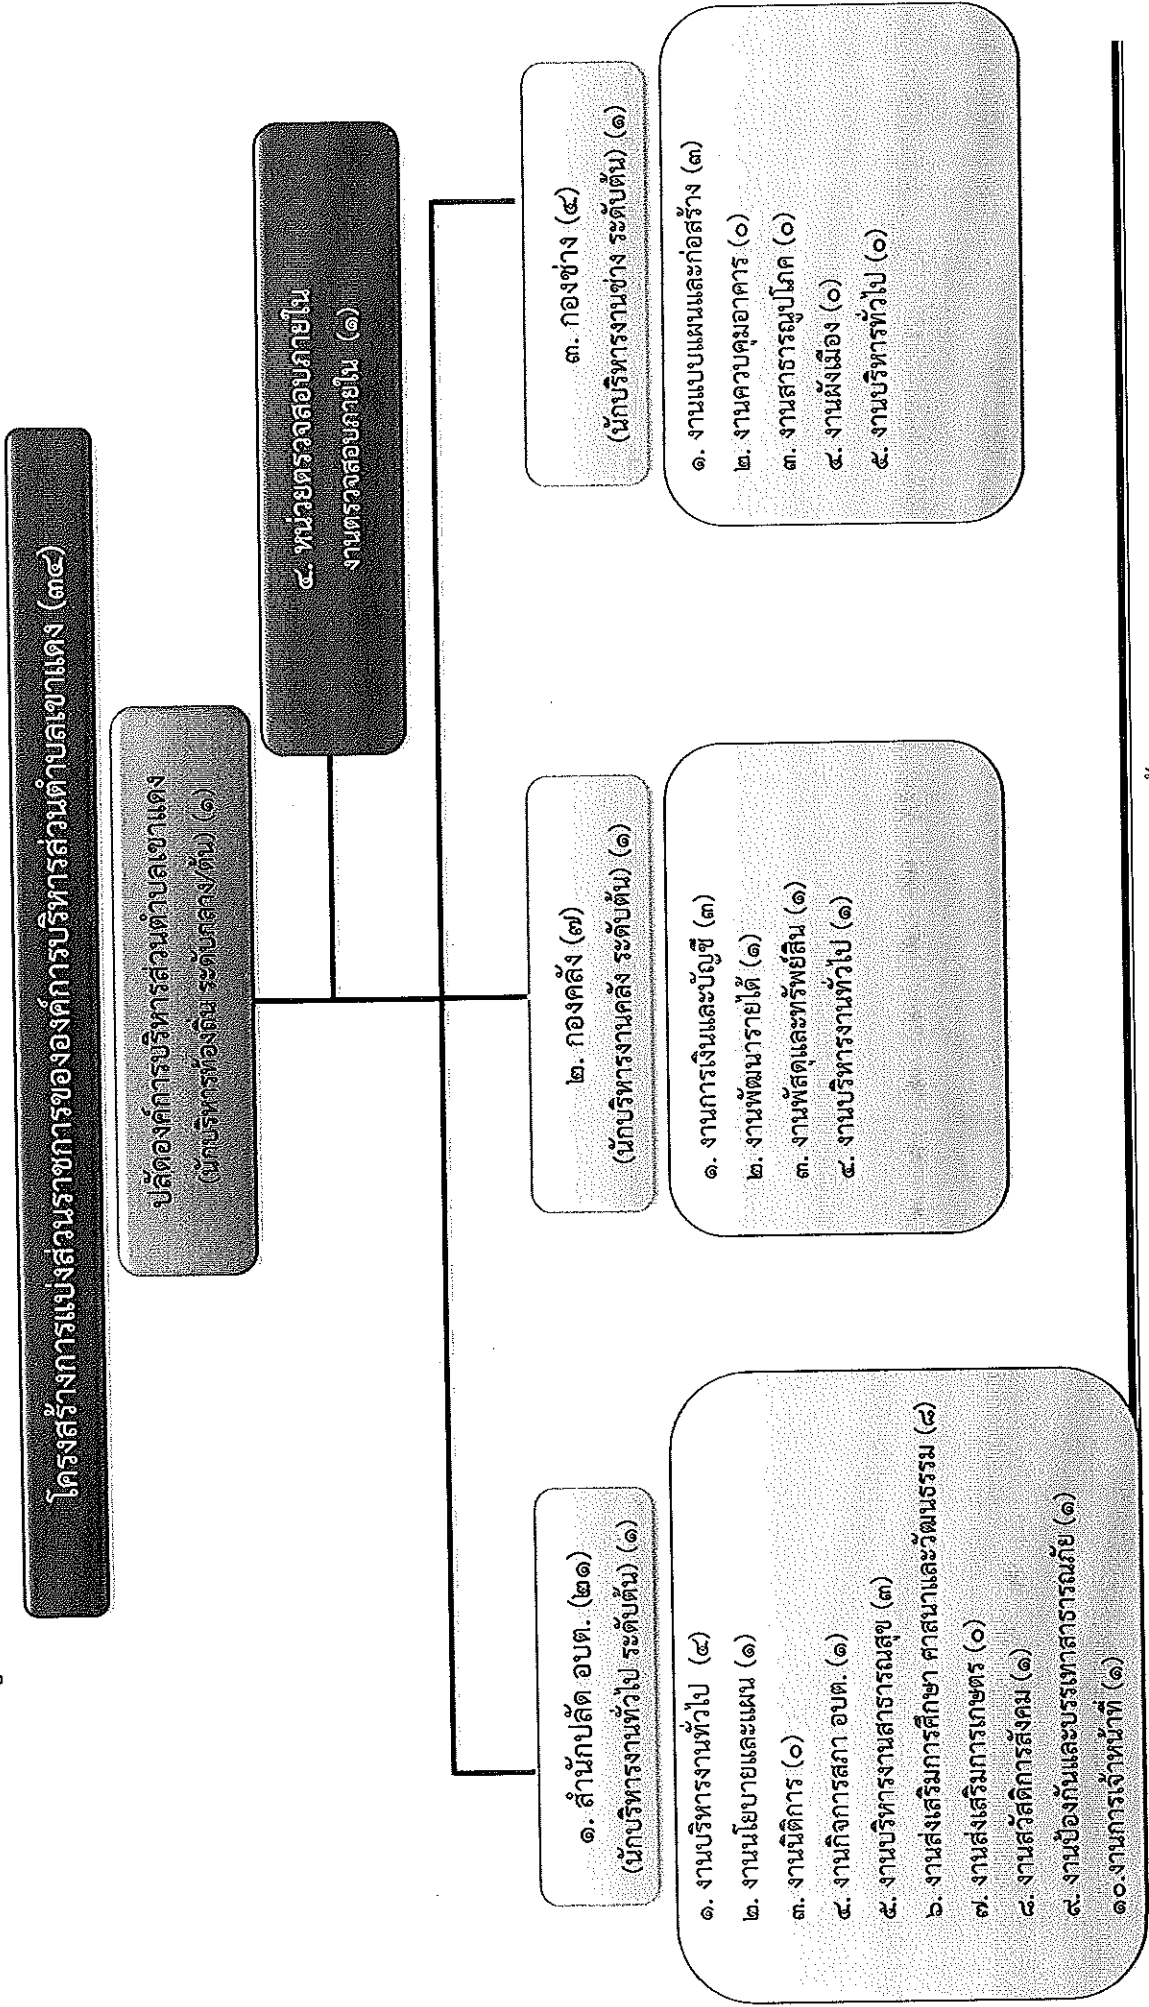 โครงสร้างการแบ่งส่วนราชการขององค์การบริหารส่วนตำบลเขาแดง (๓๔)
ปลัดองค์การบริหารส่วนตำบลเขาแดง
(นักบริหารท้องถิ่น ระดับกลาง/ต้น) (๑)
๔. หน่วยตรวจสอบภายใน
งานตรวจสอบภายใน (๑)
๑. สำนักปลัด อบต. (๒๑)
(นักบริหารงานทั่วไป ระดับต้น) (๑)
๑. งานบริหารงานทั่วไป (๔)
๒. งานนโยบายและแผน (๑)
๓. งานนิติการ (๐)
๔. งานกิจการสภา อบต. (๑)
๕. งานบริหารงานสาธารณสุข (๓)
๖. งานส่งเสริมการศึกษา ศาสนาและวัฒนธรรม (๘)
๗. งานส่งเสริมการเกษตร (๐)
๘. งานสวัสดิการสังคม (๑)
๙. งานป้องกันและบรรเทาสาธารณภัย (๑)
๑๐.งานการเจ้าหน้าที่ (๑)
๒. กองคลัง (๗)
(นักบริหารงานคลัง ระดับต้น) (๑)
๑. งานการเงินและบัญชี (๓)
๒. งานพัฒนารายได้ (๑)
๓. งานพัสดุและทรัพย์สิน (๑)
๔. งานบริหารงานทั่วไป (๑)
๓. กองช่าง (๔)
(นักบริหารงานช่าง ระดับต้น) (๑)
๑. งานแบบแผนและก่อสร้าง (๓)
๒. งานควบคุมอาคาร (๐)
๓. งานสาธารณูปโภค (๐)
๔. งานผังเมือง (๐)
๕. งานบริหารทั่วไป (๐)